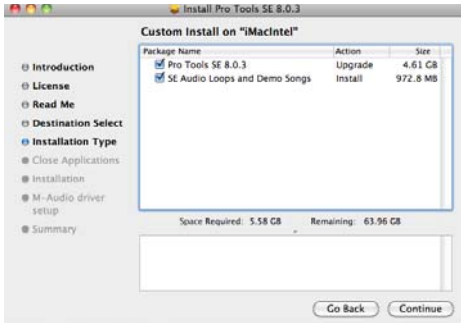 Install Pro Tools SE 8.0.3
Custom Install on "iMacIntel"
Introduction
License
Read Me
Destination Select
Installation Type
Close Applications
Installation
M-Audio driver
setup
Summary
Package Name Action Size
Pro Tools SE 8.0.3 Upgrade 4.61 GB
SE Audio Loops and Demo Songs Install 972.8 MB
Space Required: 5.58 GB Remaining: 63.96 GB
Go Back Continue